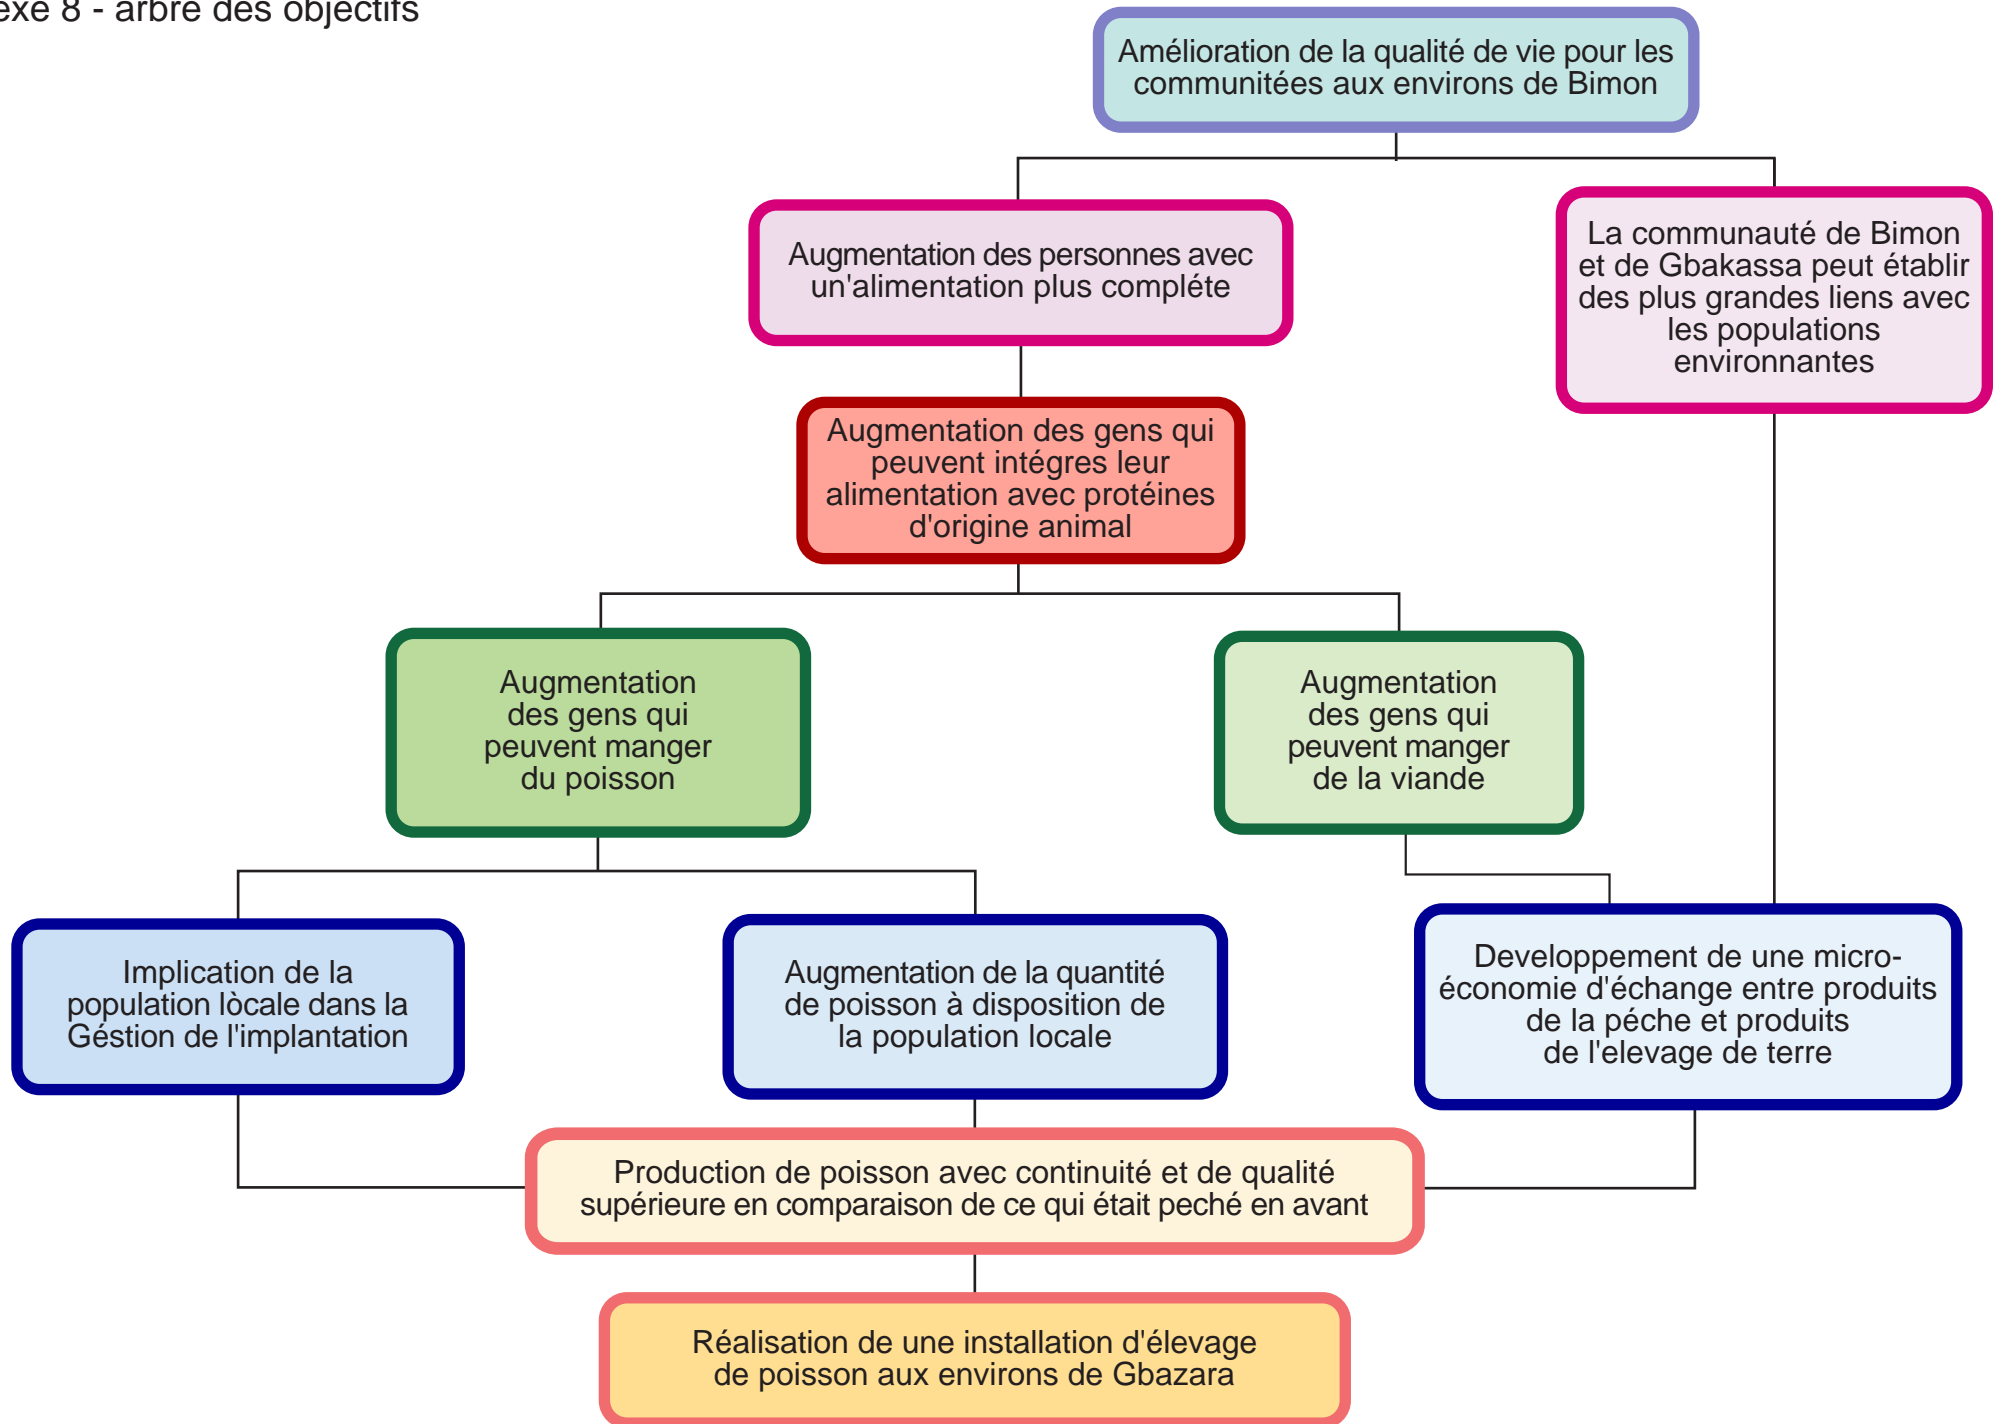 exe 8 - arbre des objectifs
Amélioration de la qualité de vie pour les
communitées aux environs de Bimon
Augmentation des personnes avec
un'alimentation plus compléte
La communauté de Bimon
et de Gbakassa peut établir
des plus grandes liens avec
les populations
environnantes
Augmentation des gens qui
peuvent intégres leur
alimentation avec protéines
d'origine animal
Augmentation
des gens qui
peuvent manger
du poisson
Augmentation
des gens qui
peuvent manger
de la viande
Implication de la
population lòcale dans la
Géstion de l'implantation
Augmentation de la quantité
de poisson à disposition de
la population locale
Developpement de une micro-
économie d'échange entre produits
de la péche et produits
de l'elevage de terre
Production de poisson avec continuité et de qualité
supérieure en comparaison de ce qui était peché en avant
Réalisation de une installation d'élevage
de poisson aux environs de Gbazara